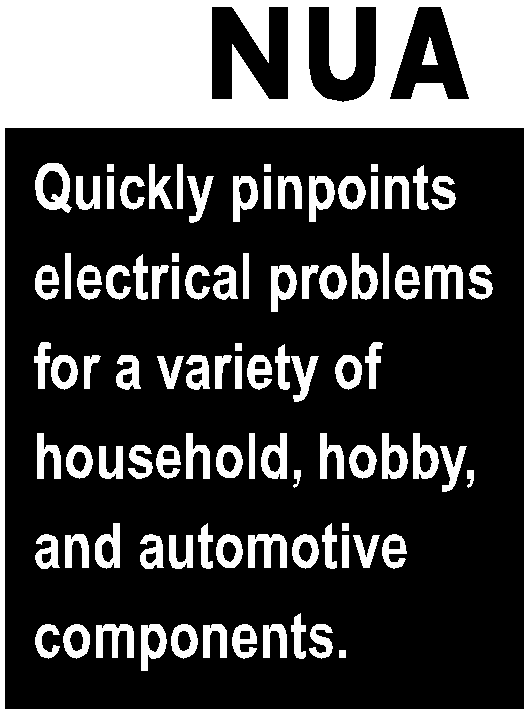 NUA
Quickly pinpoints
electrical problems
for a variety of
household, hobby,
and automotive
components.